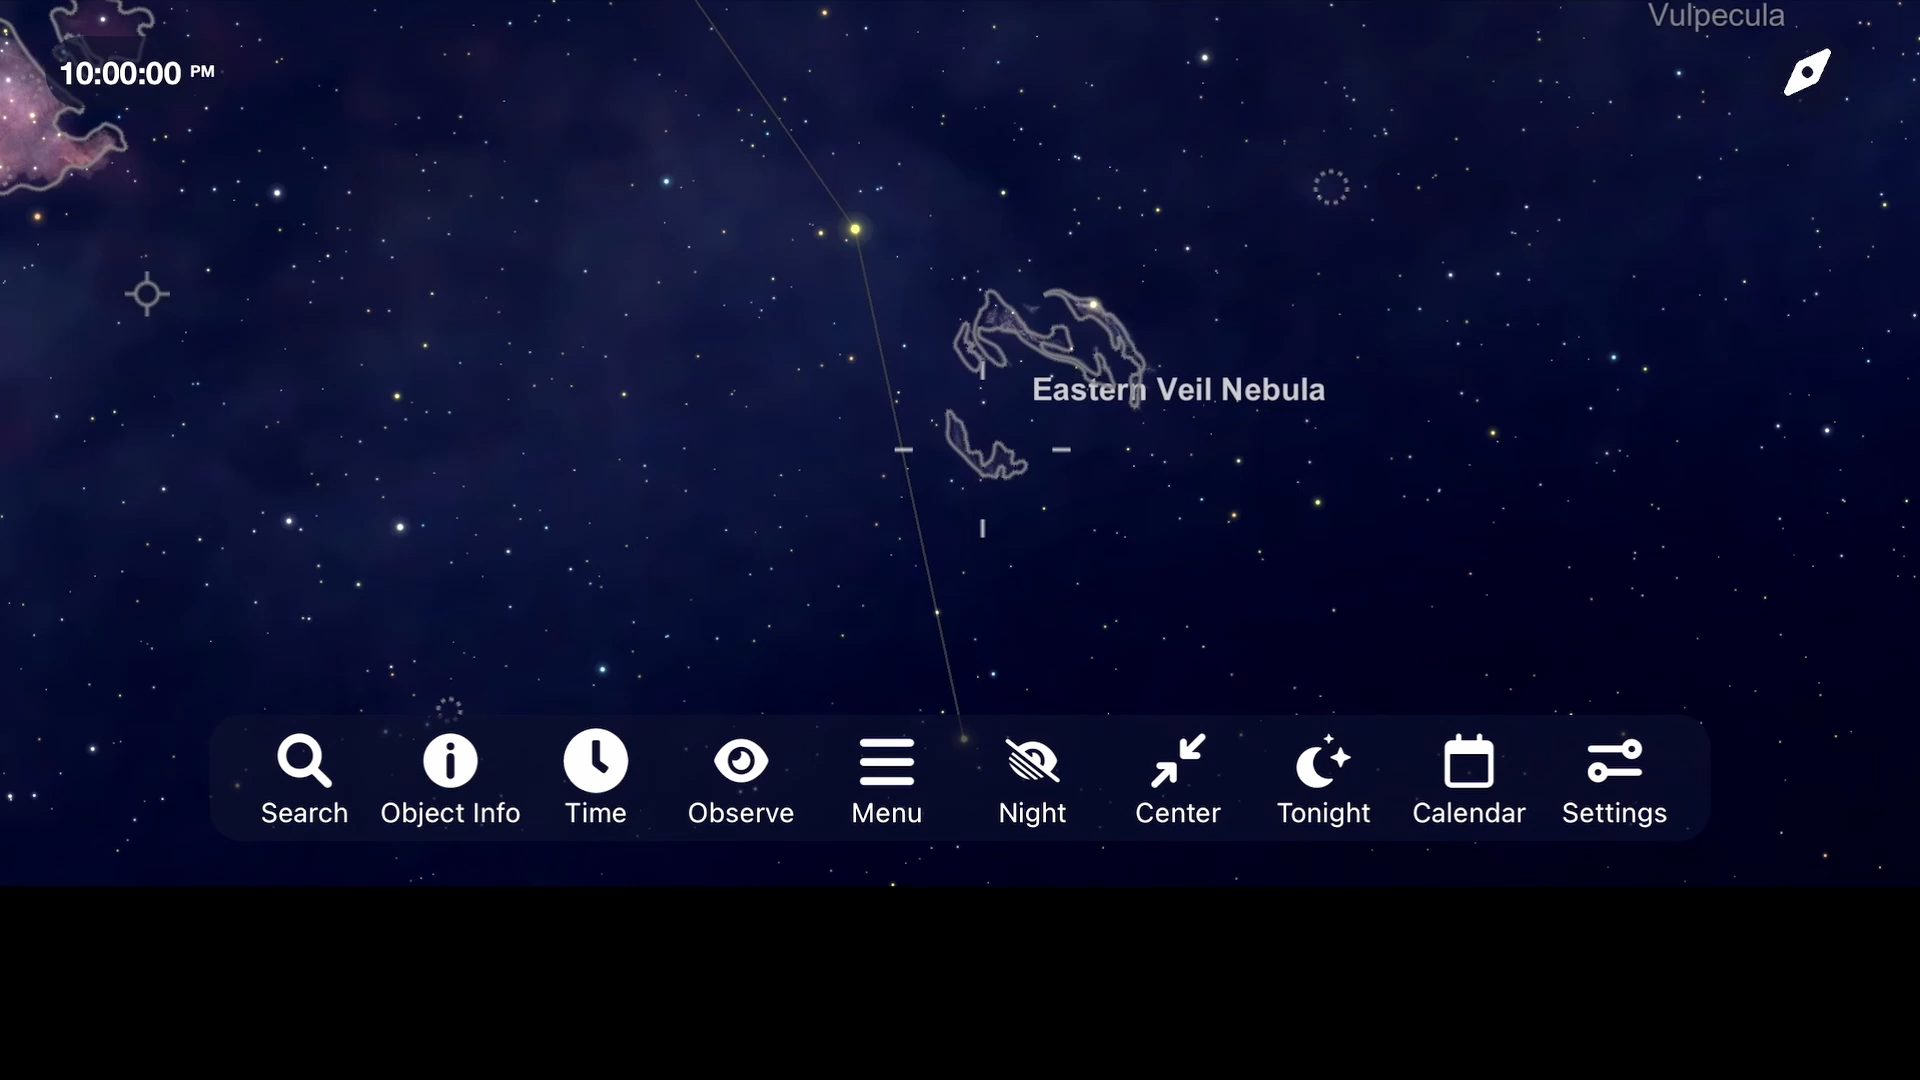 Vulpecula
10:00:00 PM
Eastern Veil Nebula
Search Object Info Time Observe Menu Night Center Tonight Calendar Settings